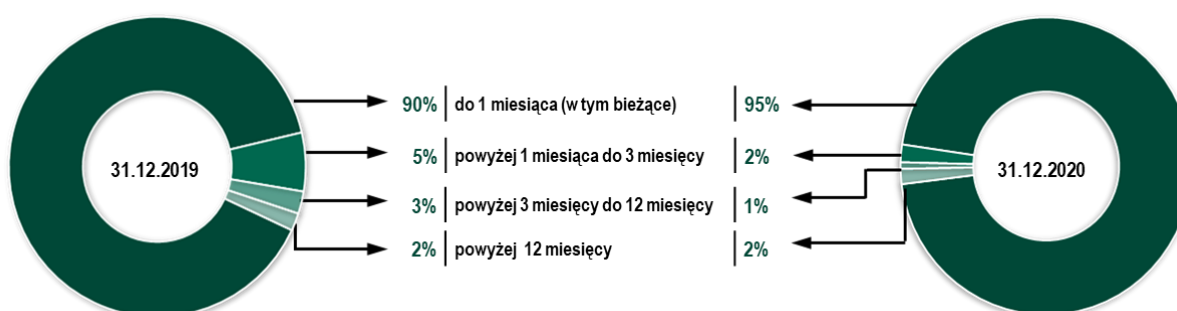 90% do 1 miesiąca (w tym bieżące) 95%
31.12.2019 5% powyżej 1 miesiąca do 3 miesięcy 2% 31.12.2020
3% powyżej 3 miesięcy do 12 miesięcy 1%
2% powyżej 12 miesięcy 2%